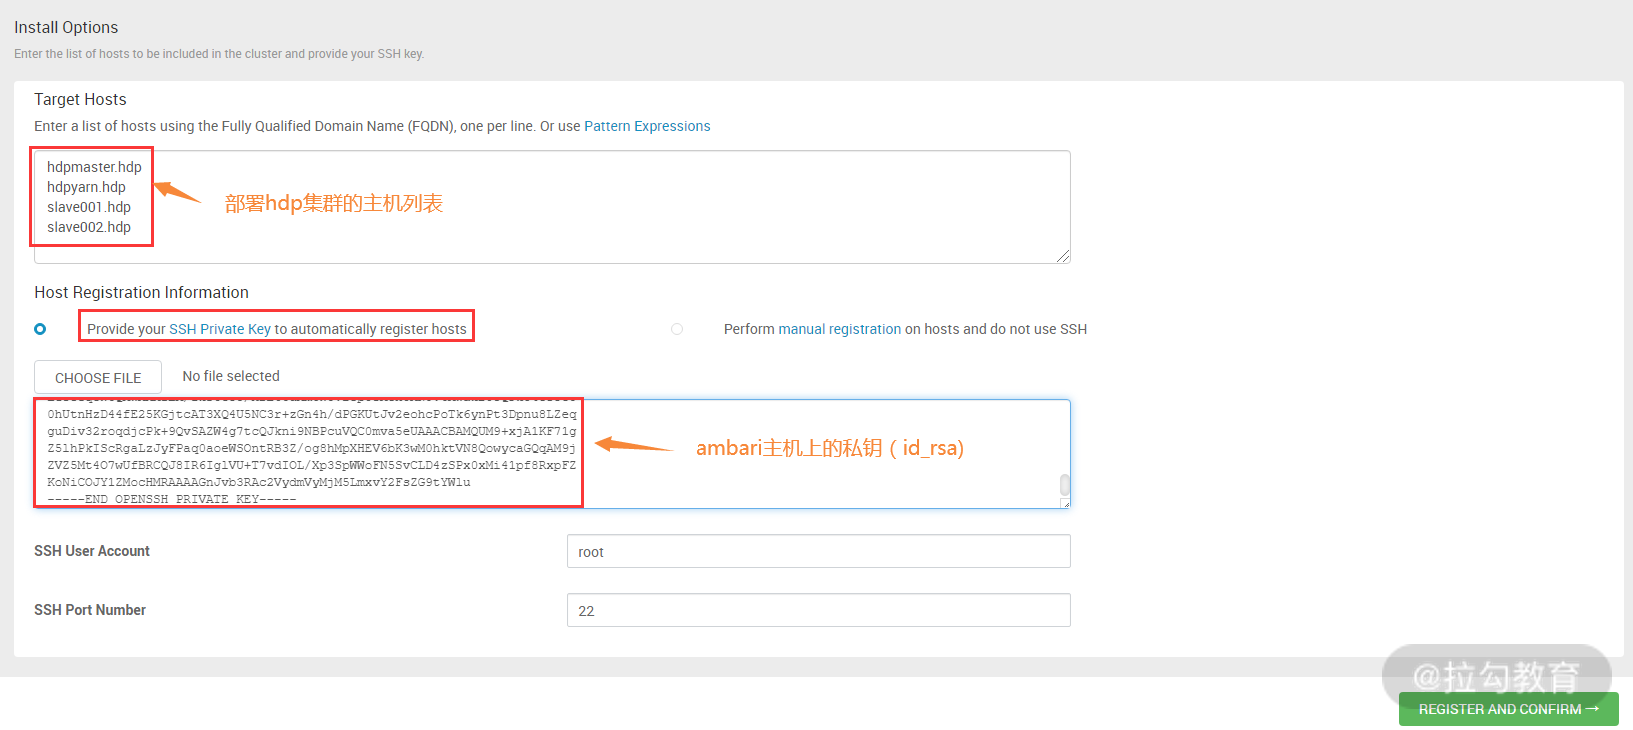 Install Options
Enter the list of hosts to be included in the cluster and provide your SSH key.
Target Hosts
Enter a list of hosts using the Fully Qualified Domain Name (FQDN), one per line. Or use Pattern Expressions
hdpmaster.hdp
hdpyarn.hdp
slave001.hdp
slave002.hdp
部署hdp集群的主机列表
Host Registration Information
Provide your SSH Private Key to automatically register hosts
Perform manual registration on hosts and do not use SSH
CHOOSE FILE
No file selected
0hUtnHzD44fE25KGjtcAT3XQ4U5NC3r+zGn4h/dPGKUtJv2eohcPoTk6ynPt3Dpnu8LZeq
guDiv32roqdjcPk+9QvSAZW4g7tcQJkni9NBPcuVQC0mva5eUAAACBAMQUM9+xjA1KF71g
Z5lhPkIScRgaLzJyFPaq0aoeWSOntRB3Z/og8hMpXHEV6bK3wM0hktVN8QowycaGQqAM9j
ZVZ5Mt4O7wUfBRCQJ8IR6IglVU+T7vdIOL/Xp3SpWWoFN5SvCLD4zSPx0xMi41pf8RxpFZ
KoNiCOJY1ZMocHMRAAAAGnJvb3RAc2VydmVyMjM5LmxvY2FsZG9tYWlu
-----END OPENSSH PRIVATE KEY-----
ambari主机上的私钥（id_rsa)
SSH User Account
root
SSH Port Number
22
@拉勾教育
REGISTER AND CONFIRM→